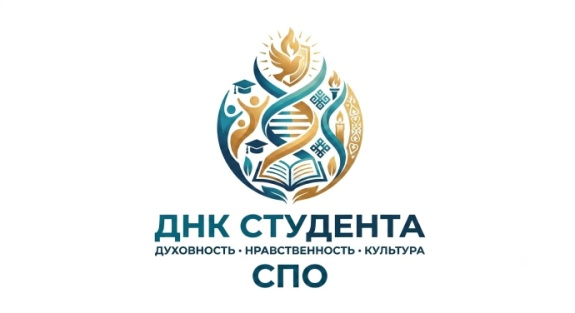 ДНК СТУДЕНТА
ДУХОВНОСТЬ · НРАВСТВЕННОСТЬ · КУЛЬТУРА
СПО